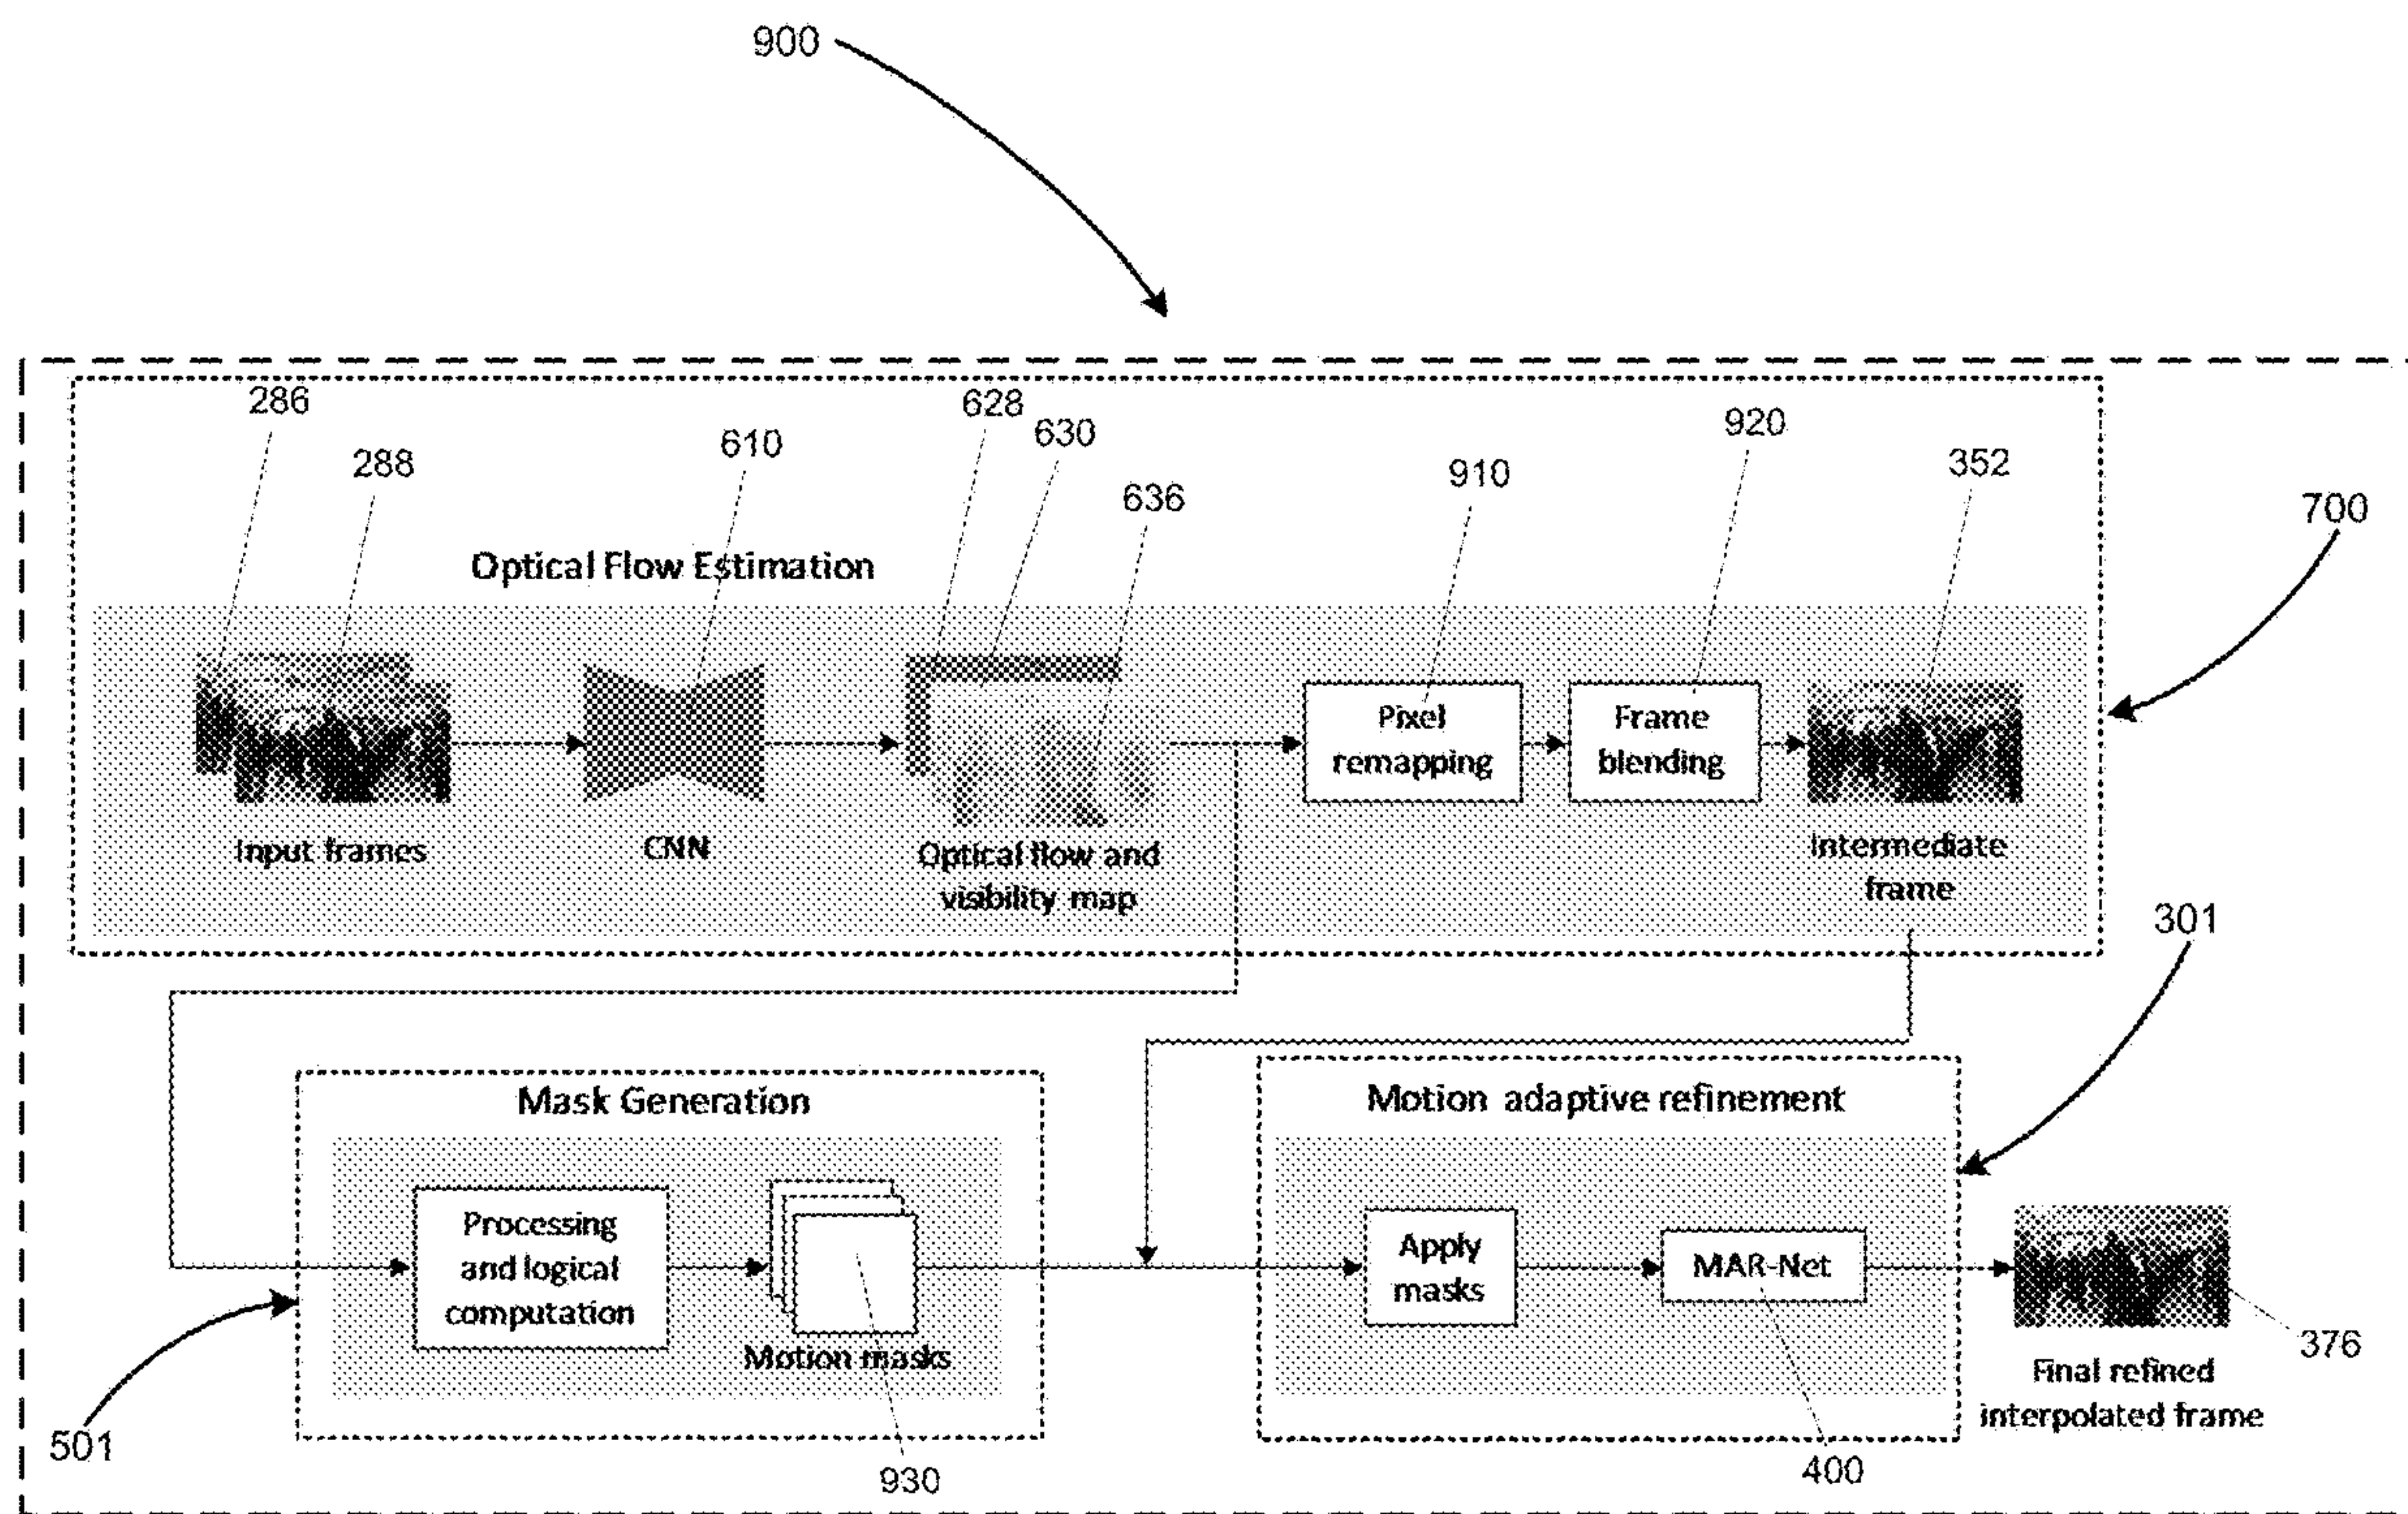 900
286
628
630
920
610
288
352
910
636
700
Optical Flow Estimation
Pixel
remapping
Frame
blending
Input frames
CNN
Optical flow and
visibility map
Intermediate
frame
301
Mask Generation
Motion adaptive refinement
Processing
and logical
computation
Apply
masks
MAR-Net
Motion masks
376
Final refined
interpolated frame
501
930
400